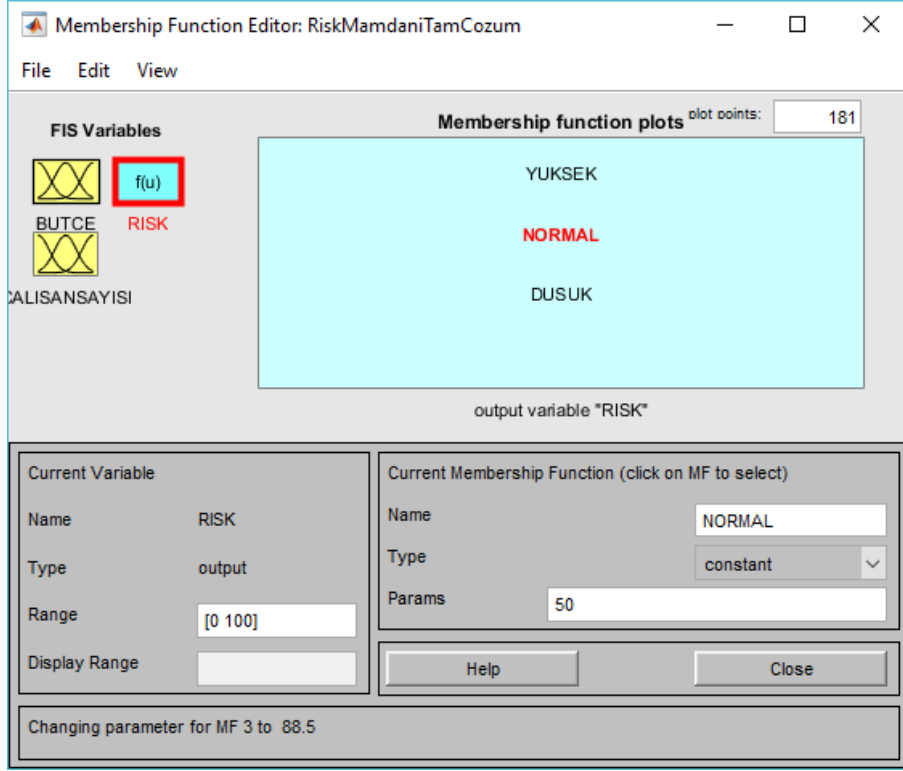 Membership Function Editor: RiskMamdaniTamCozum
File Edit View
FIS Variables
Membership function plots
plot points:
181
f(u)
BUTCE
RISK
ALISANSAYISI
YUKSEK
NORMAL
DUSUK
output variable "RISK"
Current Variable
Name RISK
Type output
Range [0 100]
Display Range
Current Membership Function (click on MF to select)
Name NORMAL
Type constant
Params 50
Help
Close
Changing parameter for MF 3 to 88.5